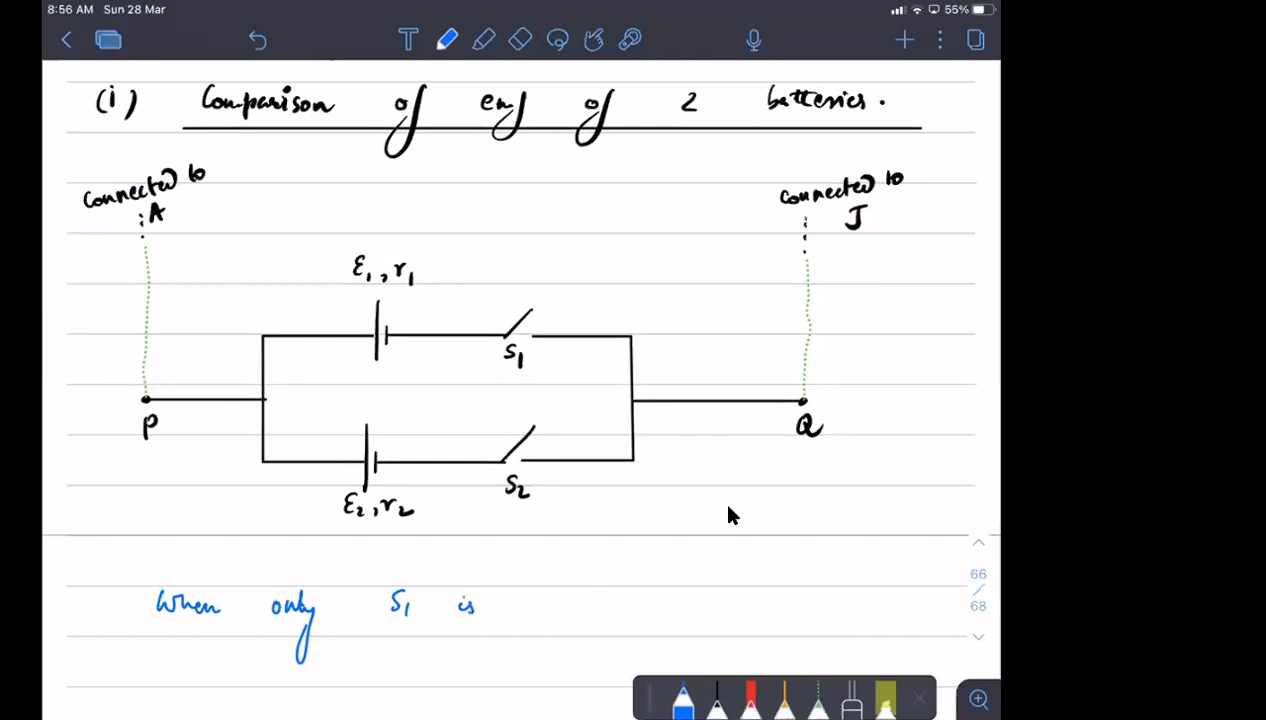 8:56 AM Sun 28 Mar
55%
T
(i) Comparison of emf of 2 batteries.
Connected to
A
Connected to
J
ε₁, r₁
S₁
P
Q
S₂
ε₂, r₂
When only S₁ is
66
/
68